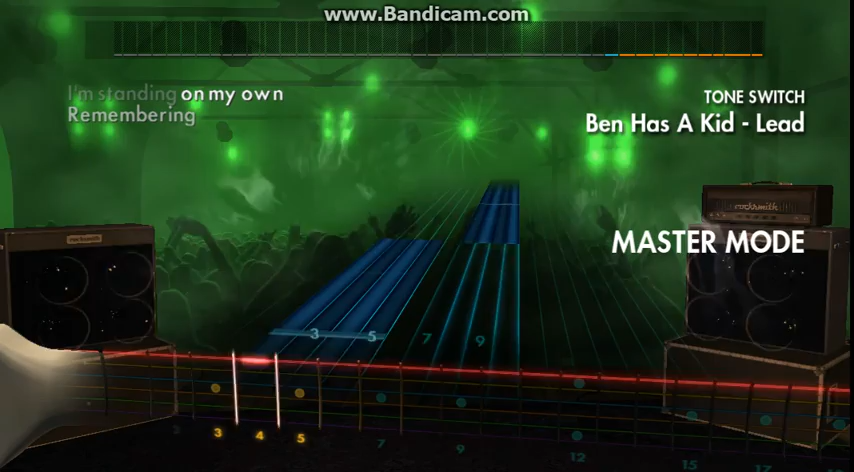 www.Bandicam.com
I'm standing on my own
Remembering
TONE SWITCH
Ben Has A Kid - Lead
rocksmith
MASTER MODE
rocksmith
3 5 7 9
3 4 5 7 9 12 15